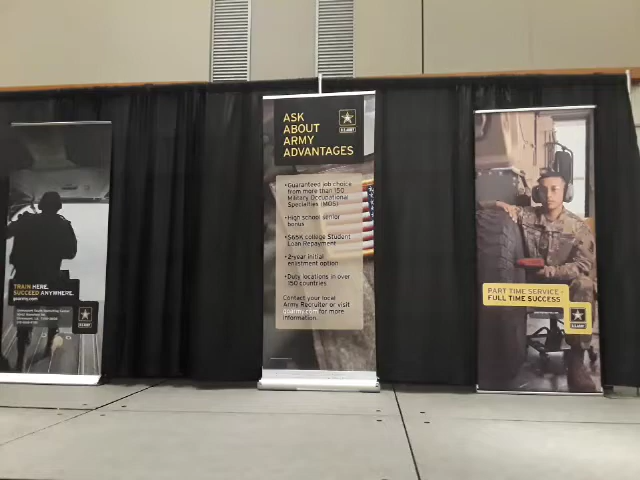 TRAIN HERE.
SUCCEED ANYWHERE.
goarmy.com
U.S.ARMY
ASK
ABOUT
ARMY
ADVANTAGES
U.S.ARMY
•Guaranteed job choice
from more than 150
Military Occupational
Specialties (MOS)
•High school senior
bonus
•$65K college Student
Loan Repayment
•2-year initial
enlistment option
•Duty locations in over
150 countries
Contact your local
Army Recruiter or visit
goarmy.com for more
information.
PART TIME SERVICE -
FULL TIME SUCCESS
U.S.ARMY